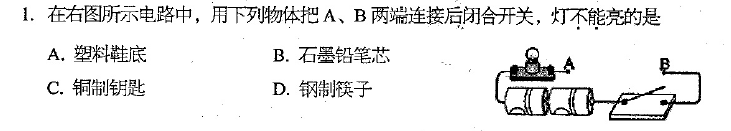 1. 在右图所示电路中，用下列物体把 A、B 两端连接后闭合开关，灯不能亮的是
A. 塑料鞋底 B. 石墨铅笔芯
C. 铜制钥匙 D. 钢制筷子
A B